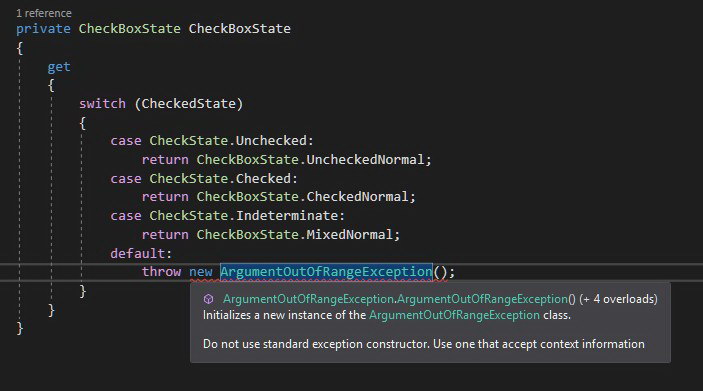 1 reference
private CheckBoxState CheckBoxState
{
get
{
switch (CheckedState)
{
case CheckState.Unchecked:
return CheckBoxState.UncheckedNormal;
case CheckState.Checked:
return CheckBoxState.CheckedNormal;
case CheckState.Indeterminate:
return CheckBoxState.MixedNormal;
default:
throw new ArgumentOutOfRangeException();
}
}
}
ArgumentOutOfRangeException.ArgumentOutOfRangeException() (+ 4 overloads)
Initializes a new instance of the ArgumentOutOfRangeException class.
Do not use standard exception constructor. Use one that accept context information